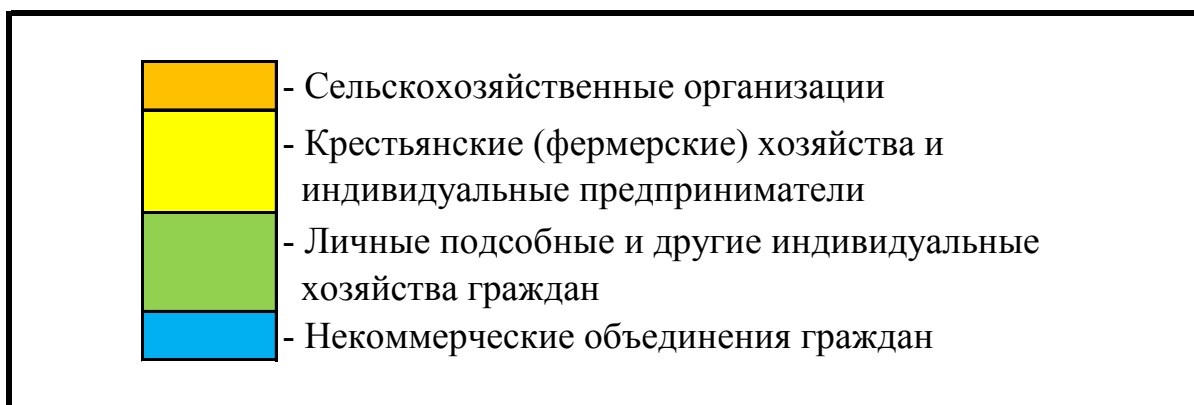 - Сельскохозяйственные организации
- Крестьянские (фермерские) хозяйства и
индивидуальные предприниматели
- Личные подсобные и другие индивидуальные
хозяйства граждан
- Некоммерческие объединения граждан